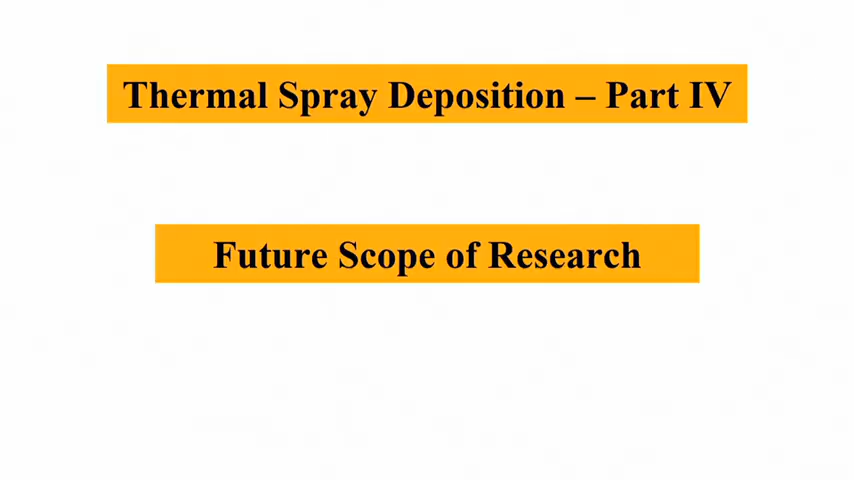 Thermal Spray Deposition – Part IV
Future Scope of Research